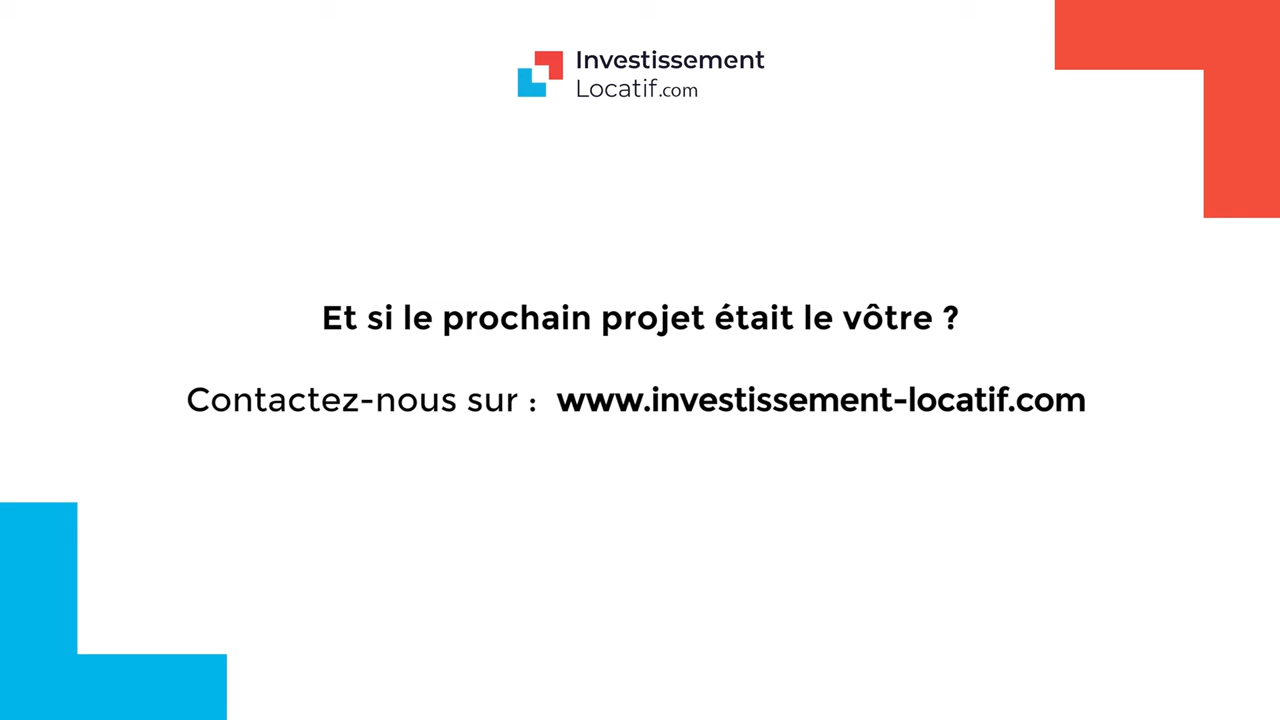 Investissement
Locatif.com
Et si le prochain projet était le vôtre ?
Contactez-nous sur : www.investissement-locatif.com